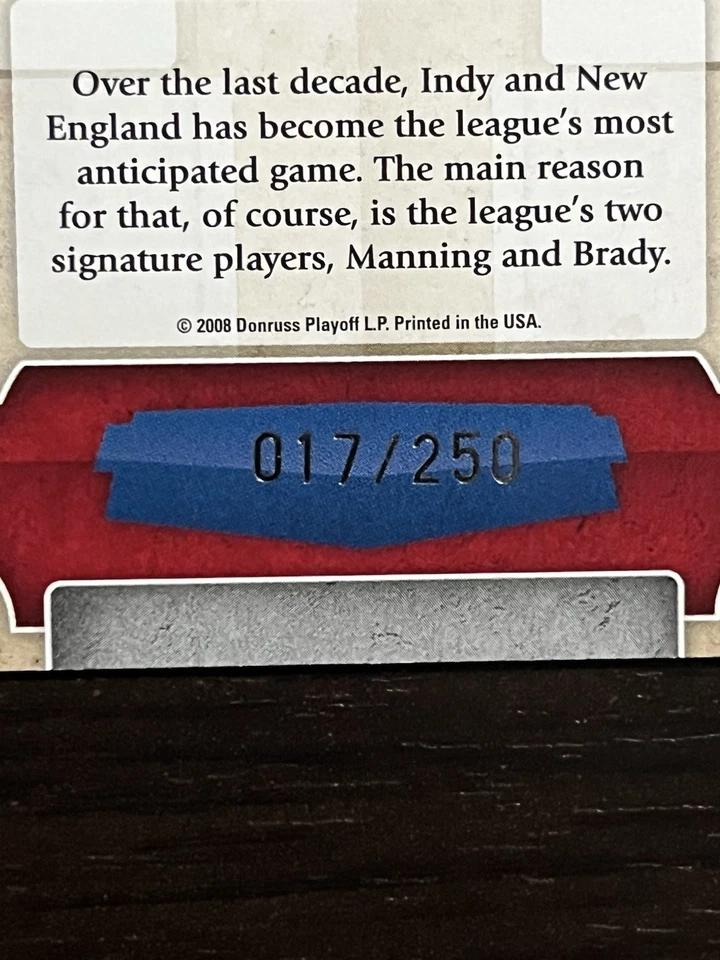 Over the last decade, Indy and New
England has become the league's most
anticipated game. The main reason
for that, of course, is the league's two
signature players, Manning and Brady.
© 2008 Donruss Playoff L.P. Printed in the USA.
017/250